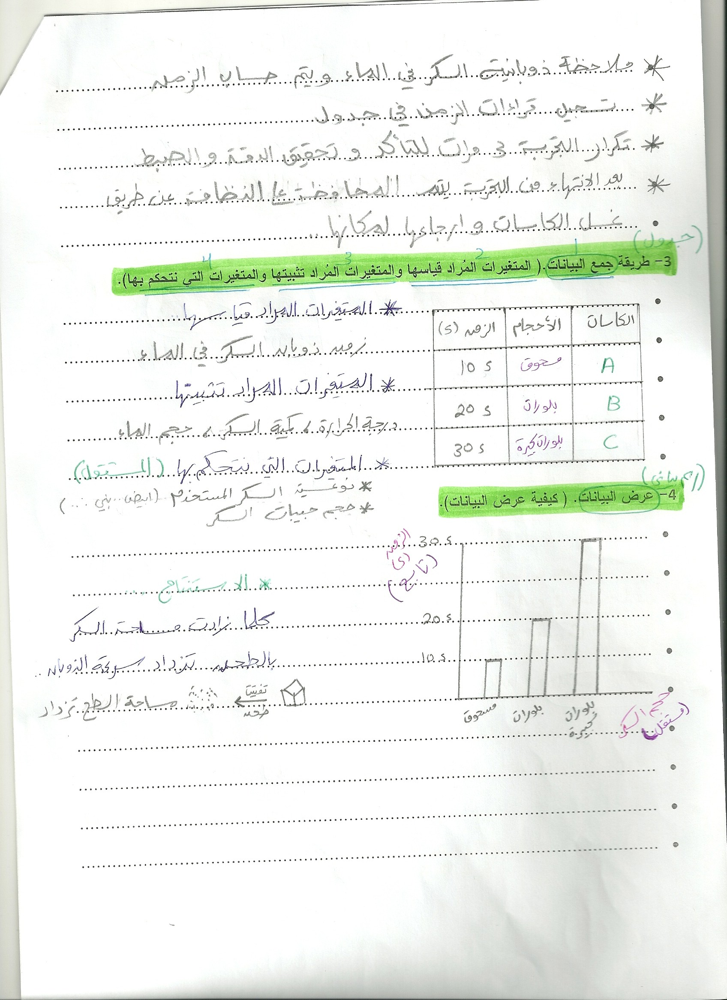 * ملاحظة ذوبانية السكر في الماء ويتم حساب الزمن
* تسجيل قراءات الزمن في جدول
* تكرار التجربة 3 مرات للتأكد و تحقيق الدقة والضبط
* بعد الانتهاء من التجربة يتم المحافظة على النظافة عن طريق
غسل الكاسات و ارجاعها لمكانها
(جدول)
1 2 3 4
3- طريقة جمع البيانات. ( المتغيرات المُراد قياسها والمتغيرات المُراد تثبيتها والمتغيرات التي نتحكم بها).
الكاسات الأحجام الزمن (s)
A مسحوق 10 s
B بلورات 20 s
C بلورات كبيرة 30 s
* المتغيرات المراد قياسها..
زمن ذوبان السكر في الماء
* المتغيرات المراد تثبيتها
درجة الحرارة، كمية السكر، حجم الماء
* المتغيرات التي نتحكم بها (المستقل)
* نوعية السكر المستخدم (ابيض.. بني ...)
* حجم حبيبات السكر
(رسم بياني)
4- عرض البيانات. ( كيفية عرض البيانات).
الزمن (s)
(تابع)
30 s
20 s
10 s
مسحوق بلورات بلورات كبيرة
حجم السكر
(مستقل)
* الاستنتاج ...
كلما زادت مساحة السكر
بالطحن تزداد سرعة الذوبان..
تفتيت
طحن
مساحة السطح تزداد